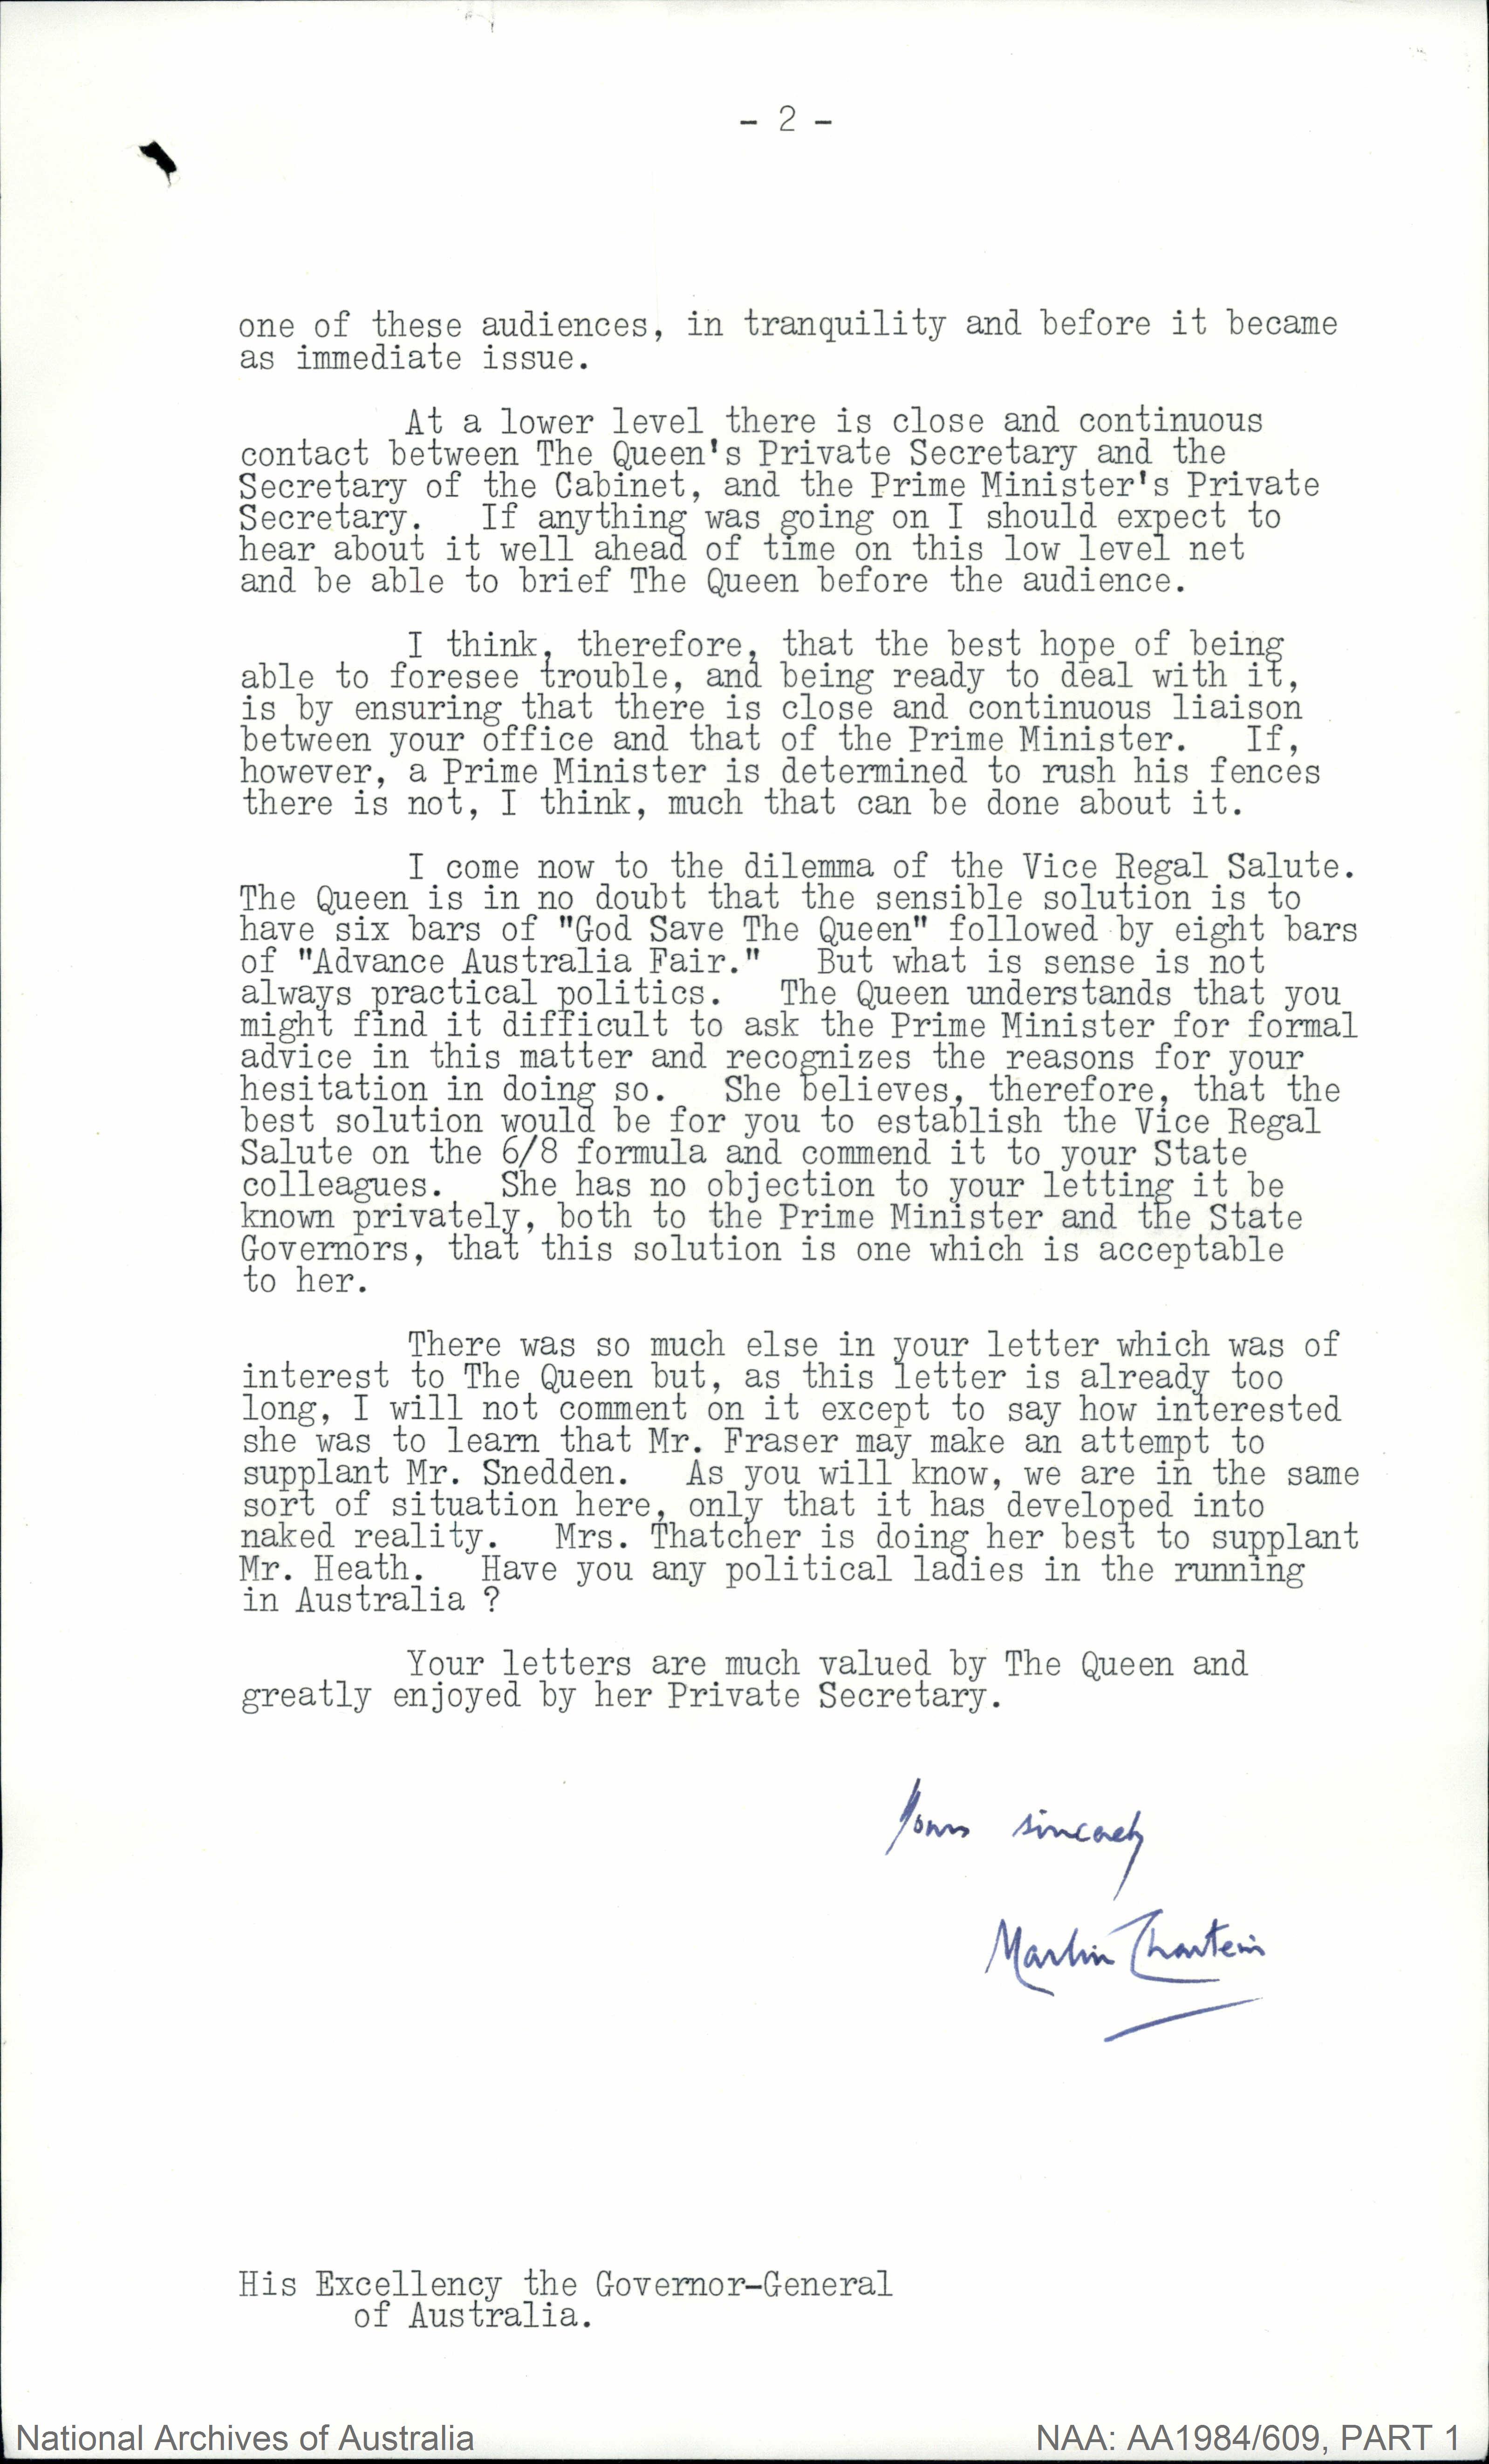 - 2 -
one of these audiences, in tranquility and before it became
as immediate issue.
At a lower level there is close and continuous
contact between The Queen's Private Secretary and the
Secretary of the Cabinet, and the Prime Minister's Private
Secretary. If anything was going on I should expect to
hear about it well ahead of time on this low level net
and be able to brief The Queen before the audience.
I think, therefore, that the best hope of being
able to foresee trouble, and being ready to deal with it,
is by ensuring that there is close and continuous liaison
between your office and that of the Prime Minister. If,
however, a Prime Minister is determined to rush his fences
there is not, I think, much that can be done about it.
I come now to the dilemma of the Vice Regal Salute.
The Queen is in no doubt that the sensible solution is to
have six bars of "God Save The Queen" followed by eight bars
of "Advance Australia Fair." But what is sense is not
always practical politics. The Queen understands that you
might find it difficult to ask the Prime Minister for formal
advice in this matter and recognizes the reasons for your
hesitation in doing so. She believes, therefore, that the
best solution would be for you to establish the Vice Regal
Salute on the 6/8 formula and commend it to your State
colleagues. She has no objection to your letting it be
known privately, both to the Prime Minister and the State
Governors, that this solution is one which is acceptable
to her.
There was so much else in your letter which was of
interest to The Queen but, as this letter is already too
long, I will not comment on it except to say how interested
she was to learn that Mr. Fraser may make an attempt to
supplant Mr. Snedden. As you will know, we are in the same
sort of situation here, only that it has developed into
naked reality. Mrs. Thatcher is doing her best to supplant
Mr. Heath. Have you any political ladies in the running
in Australia ?
Your letters are much valued by The Queen and
greatly enjoyed by her Private Secretary.
Yours sincerely
Martin Charteris
His Excellency the Governor-General
of Australia.
National Archives of Australia
NAA: AA1984/609, PART 1